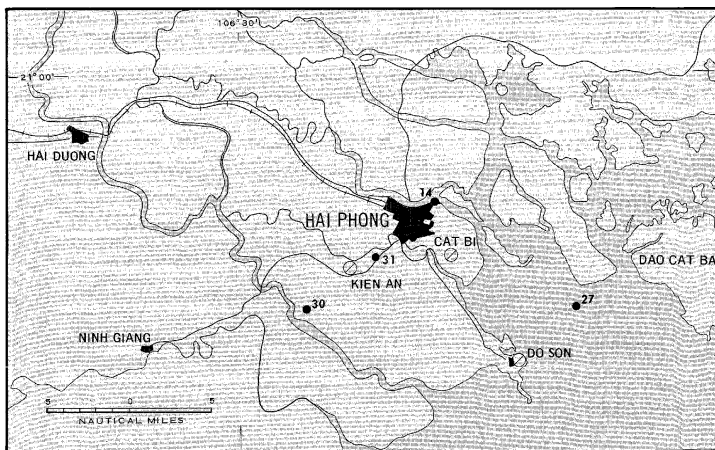 106°30'
21°00'
HAI DUONG
14
HAI PHONG
CAT BI
31
DAO CAT BA
KIEN AN
30
27
NINH GIANG
DO SON
5 0 5
NAUTICAL MILES